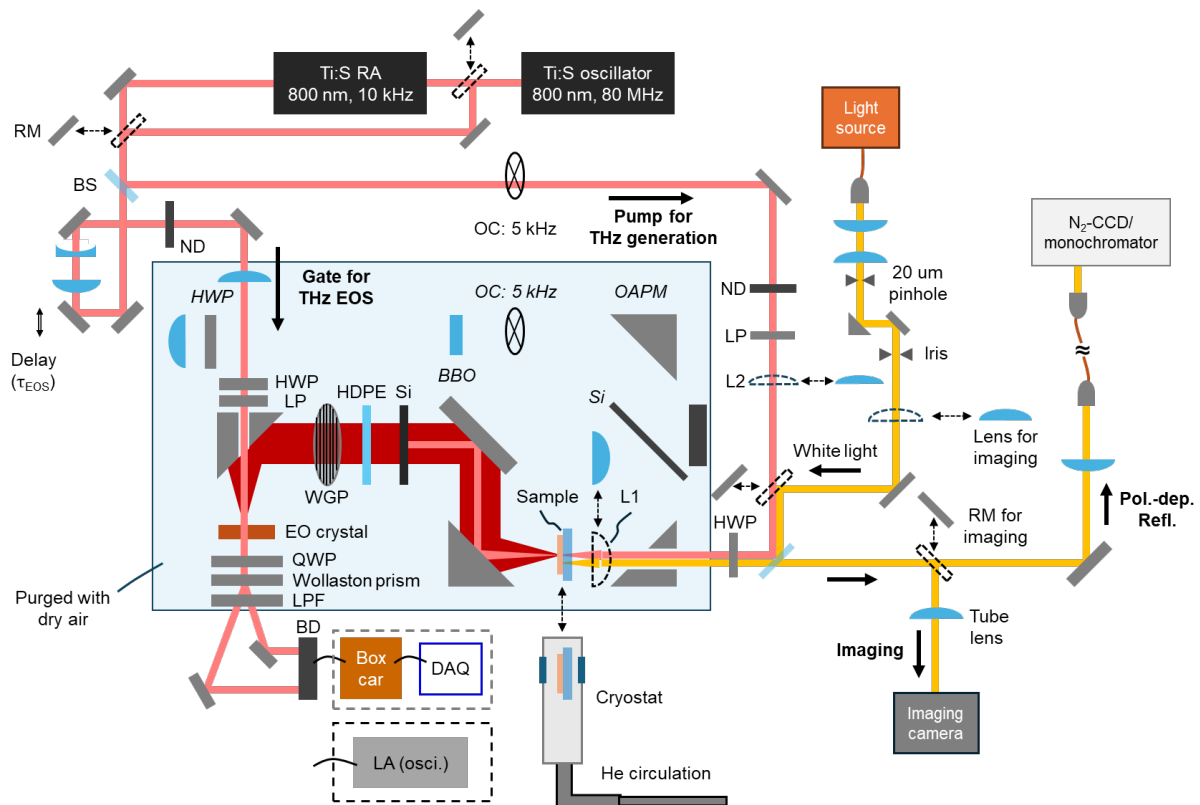 Ti:S RA
800 nm, 10 kHz
Ti:S oscillator
800 nm, 80 MHz
RM
BS
ND
OC: 5 kHz
Pump for
THz generation
Light
source
N₂-CCD/
monochromator
20 um
pinhole
Iris
Gate for
THz EOS
HWP
OC: 5 kHz
OAPM
ND
LP
L2
Delay
(τEOS)
HWP
LP
HDPE
Si
BBO
Si
WGP
Lens for
imaging
White light
Sample
L1
HWP
RM for
imaging
Pol.-dep.
Refl.
EO crystal
QWP
Wollaston prism
LPF
Purged with
dry air
BD
Box
car
DAQ
Tube
lens
Imaging
Cryostat
Imaging
camera
LA (osci.)
He circulation
≈